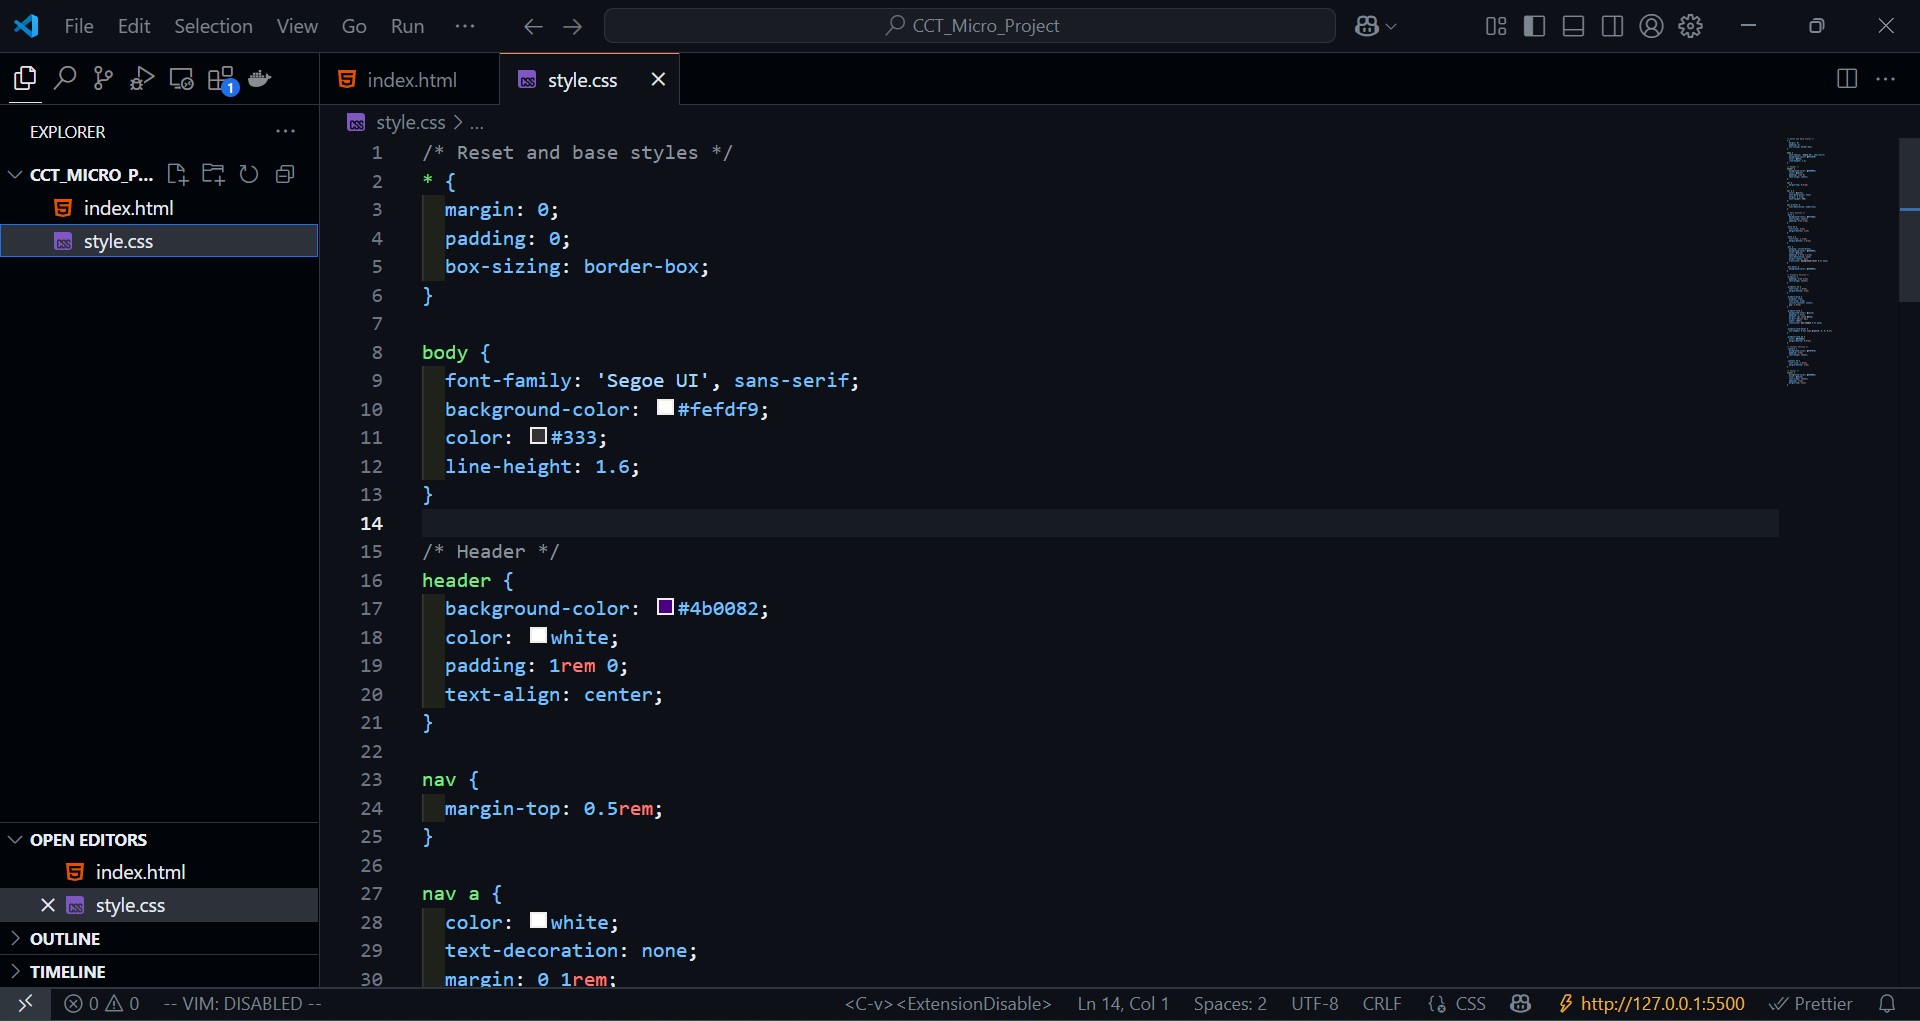 File Edit Selection View Go Run ··· CCT_Micro_Project
1
index.html style.css
EXPLORER
style.css > ...
CCT_MICRO_P...
index.html
style.css
1 /* Reset and base styles */
2 * {
3 margin: 0;
4 padding: 0;
5 box-sizing: border-box;
6 }
7
8 body {
9 font-family: 'Segoe UI', sans-serif;
10 background-color: #fefdf9;
11 color: #333;
12 line-height: 1.6;
13 }
14
15 /* Header */
16 header {
17 background-color: #4b0082;
18 color: white;
19 padding: 1rem 0;
20 text-align: center;
21 }
22
23 nav {
24 margin-top: 0.5rem;
25 }
26
27 nav a {
28 color: white;
29 text-decoration: none;
30 margin: 0 1rem;
OPEN EDITORS
index.html
style.css
OUTLINE
TIMELINE
0 0 -- VIM: DISABLED -- <C-v><ExtensionDisable> Ln 14, Col 1 Spaces: 2 UTF-8 CRLF {} CSS http://127.0.0.1:5500 Prettier